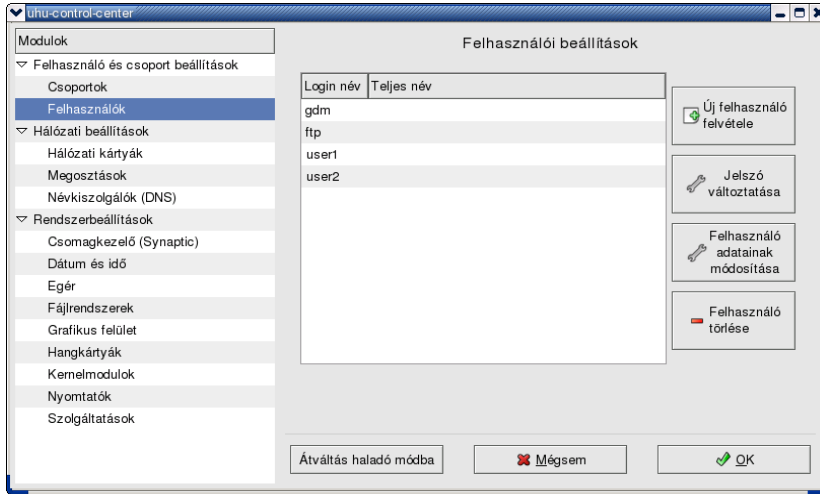 uhu-control-center
Modulok
Felhasználó és csoport beállítások
Csoportok
Felhasználók
Hálózati beállítások
Hálózati kártyák
Megosztások
Névkiszolgálók (DNS)
Rendszerbeállítások
Csomagkezelő (Synaptic)
Dátum és idő
Egér
Fájlrendszerek
Grafikus felület
Hangkártyák
Kernelmodulok
Nyomtatók
Szolgáltatások
Felhasználói beállítások
Login név Teljes név
gdm
ftp
user1
user2
Új felhasználó
felvétele
Jelszó
változtatása
Felhasználó
adatainak
módosítása
Felhasználó
törlése
Átváltás haladó módba
Mégsem
OK